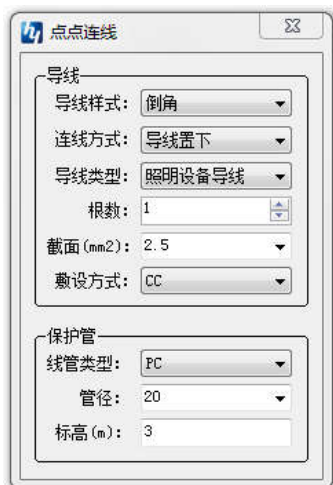 点点连线
导线
导线样式: 倒角
连线方式: 导线置下
导线类型: 照明设备导线
根数: 1
截面(mm2): 2.5
敷设方式: CC
保护管
线管类型: PC
管径: 20
标高(m): 3